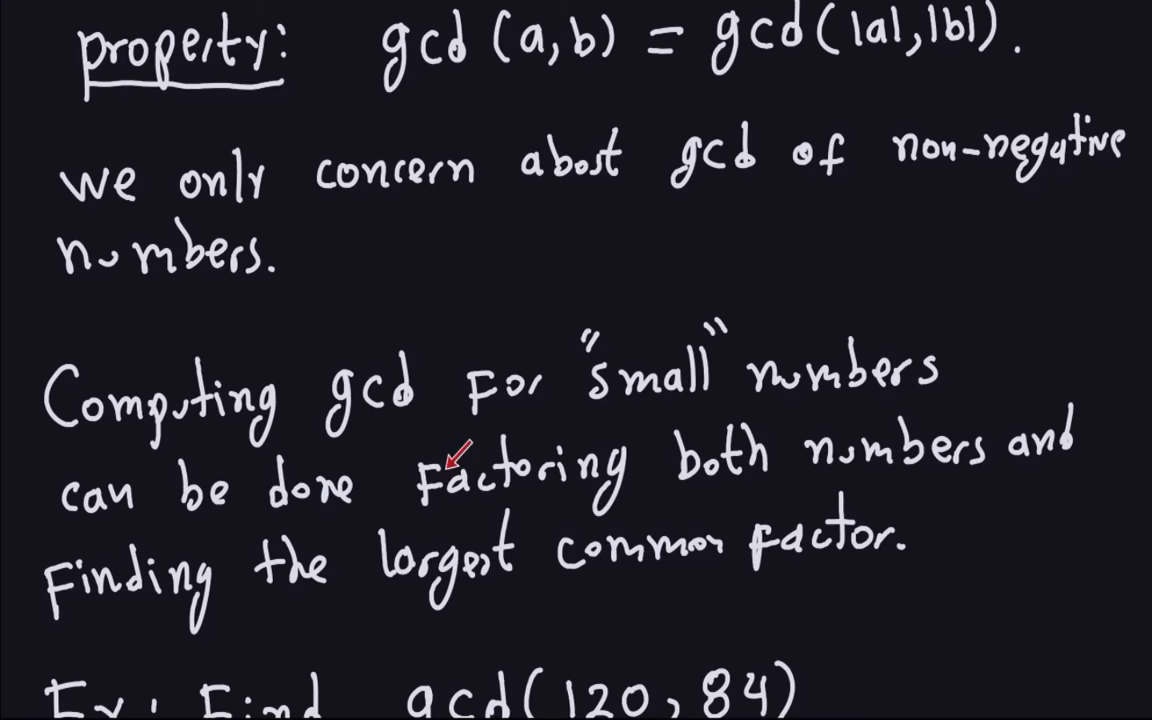 property: gcd(a,b) = gcd(|a|,|b|).
we only concern about gcd of non-negative
numbers.
Computing gcd For "small" numbers
can be done Factoring both numbers and
Finding the largest common factor.
Ex: Find gcd(120,84)